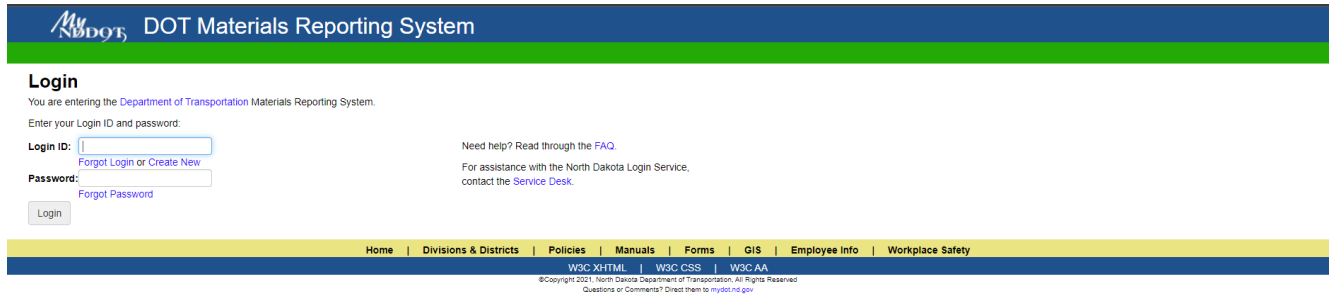 My NDDOT DOT Materials Reporting System
Login
You are entering the Department of Transportation Materials Reporting System.
Enter your Login ID and password:
Login ID:
Forgot Login or Create New
Password:
Forgot Password
Login
Need help? Read through the FAQ.
For assistance with the North Dakota Login Service,
contact the Service Desk.
Home | Divisions & Districts | Policies | Manuals | Forms | GIS | Employee Info | Workplace Safety
W3C XHTML | W3C CSS | W3C AA
©Copyright 2021, North Dakota Department of Transportation, All Rights Reserved
Questions or Comments? Direct them to mydot.nd.gov